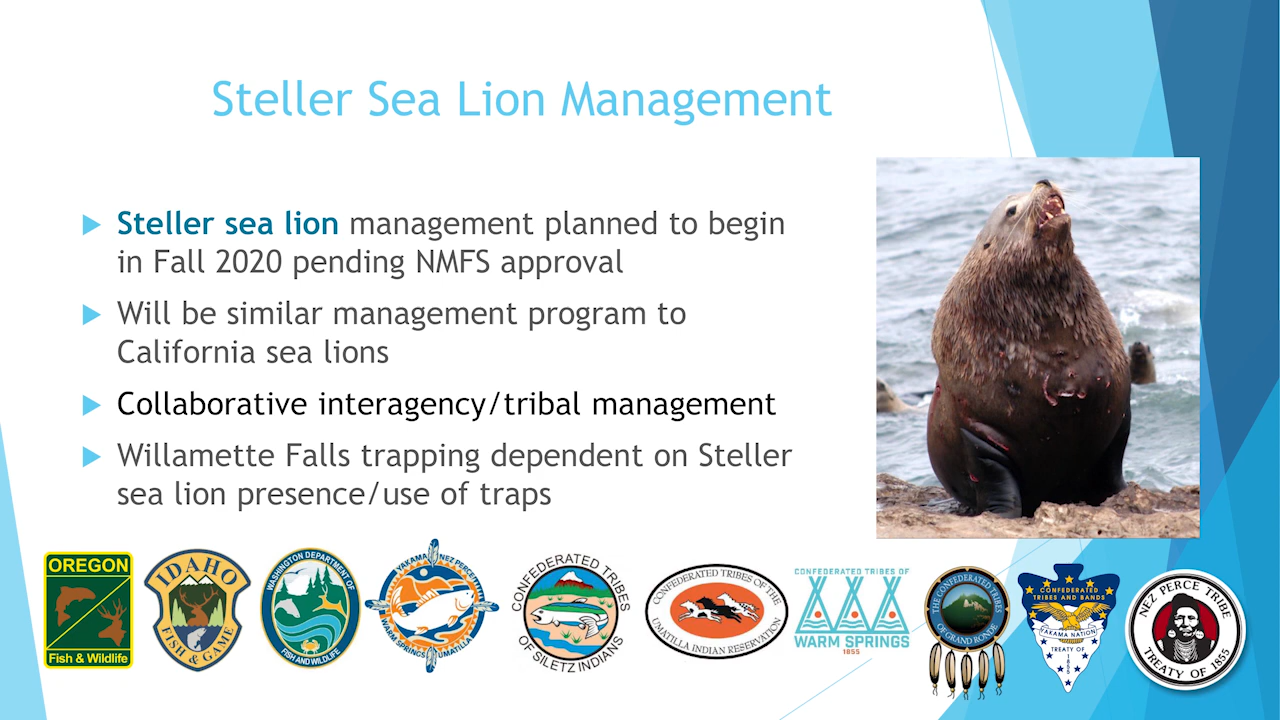 Steller Sea Lion Management
Steller sea lion management planned to begin
in Fall 2020 pending NMFS approval
Will be similar management program to
California sea lions
Collaborative interagency/tribal management
Willamette Falls trapping dependent on Steller
sea lion presence/use of traps
OREGON
Fish & Wildlife
IDAHO
FISH & GAME
WASHINGTON DEPARTMENT OF
FISH AND WILDLIFE
YAKAMA NEZ PERCE
WARM SPRINGS UMATILLA
CONFEDERATED TRIBES
OF SILETZ INDIANS
CONFEDERATED TRIBES OF THE
UMATILLA INDIAN RESERVATION
CONFEDERATED TRIBES OF
WARM SPRINGS
1855
THE CONFEDERATED TRIBES
OF GRAND RONDE
CONFEDERATED
TRIBES AND BANDS
YAKAMA NATION
TREATY OF
1855
NEZ PERCE TRIBE
TREATY OF 1855